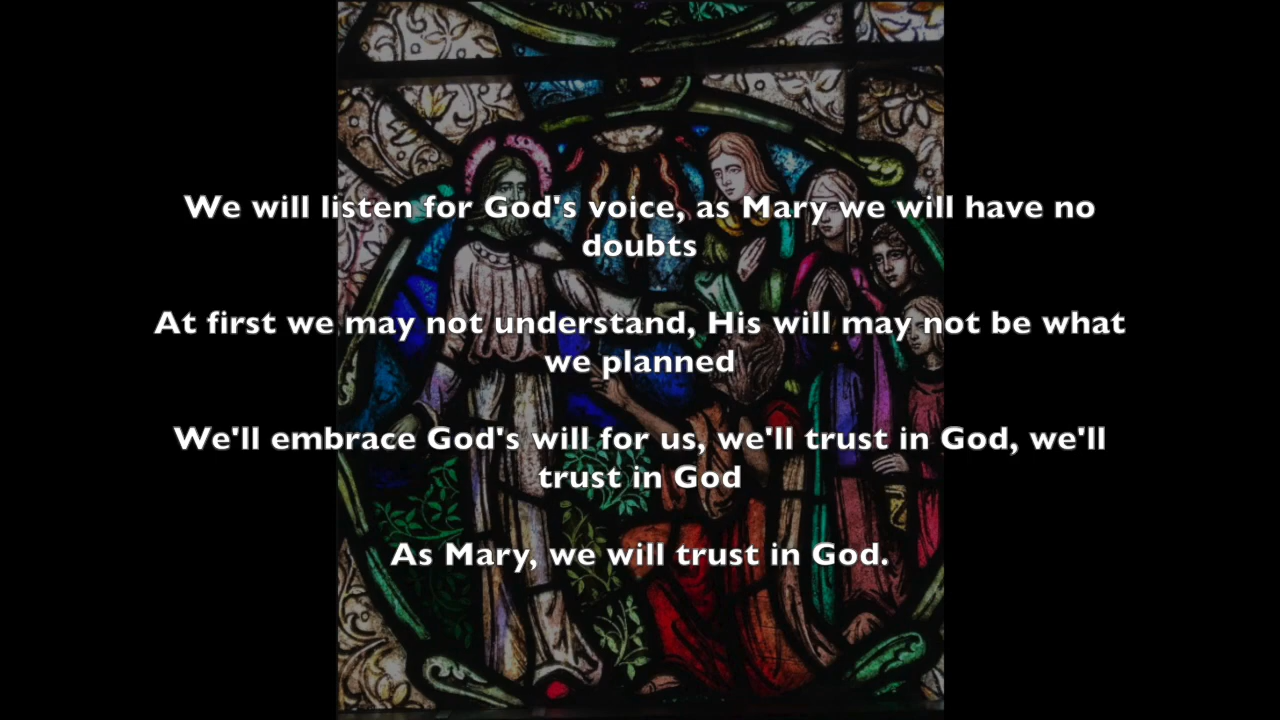 We will listen for God's voice, as Mary we will have no
doubts
At first we may not understand, His will may not be what
we planned
We'll embrace God's will for us, we'll trust in God, we'll
trust in God
As Mary, we will trust in God.